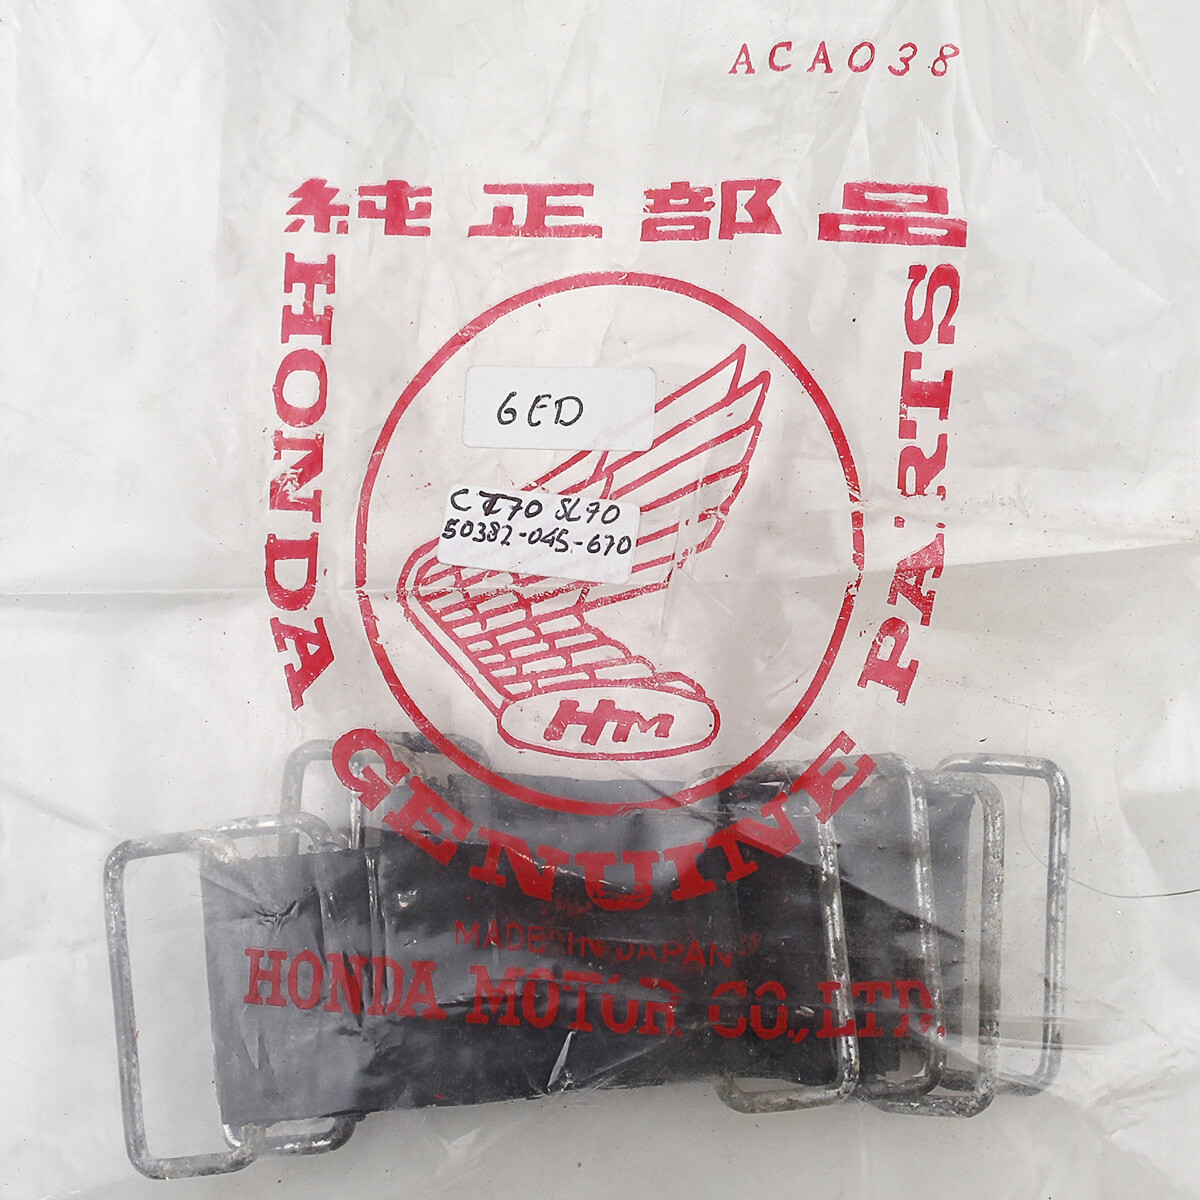 ACA038
純正部品
HONDA GENUINE PARTS
6ED
CT70 SL70
50382-045-670
HM
MADE IN JAPAN
HONDA MOTOR CO., LTD.